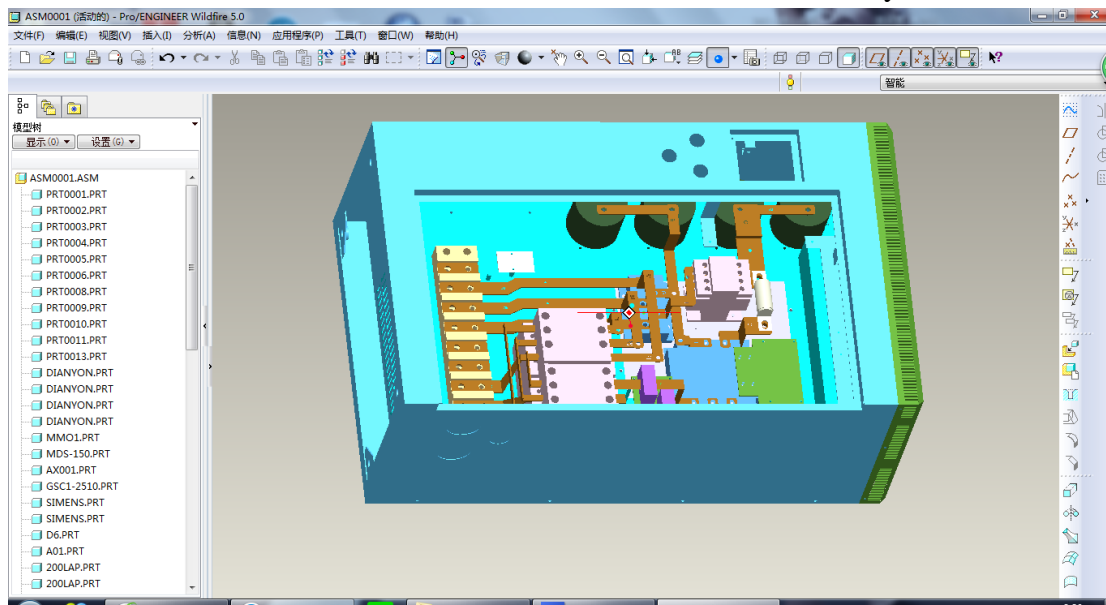 ASM0001 (活动的) - Pro/ENGINEER Wildfire 5.0
文件(F) 编辑(E) 视图(V) 插入(I) 分析(A) 信息(N) 应用程序(P) 工具(T) 窗口(W) 帮助(H)
智能
模型树
显示(O) 设置(G)
ASM0001.ASM
PRT0001.PRT
PRT0002.PRT
PRT0003.PRT
PRT0004.PRT
PRT0005.PRT
PRT0006.PRT
PRT0008.PRT
PRT0009.PRT
PRT0010.PRT
PRT0011.PRT
PRT0013.PRT
DIANYON.PRT
DIANYON.PRT
DIANYON.PRT
MMO1.PRT
MDS-150.PRT
AX001.PRT
GSC1-2510.PRT
SIMENS.PRT
SIMENS.PRT
D6.PRT
A01.PRT
200LAP.PRT
200LAP.PRT